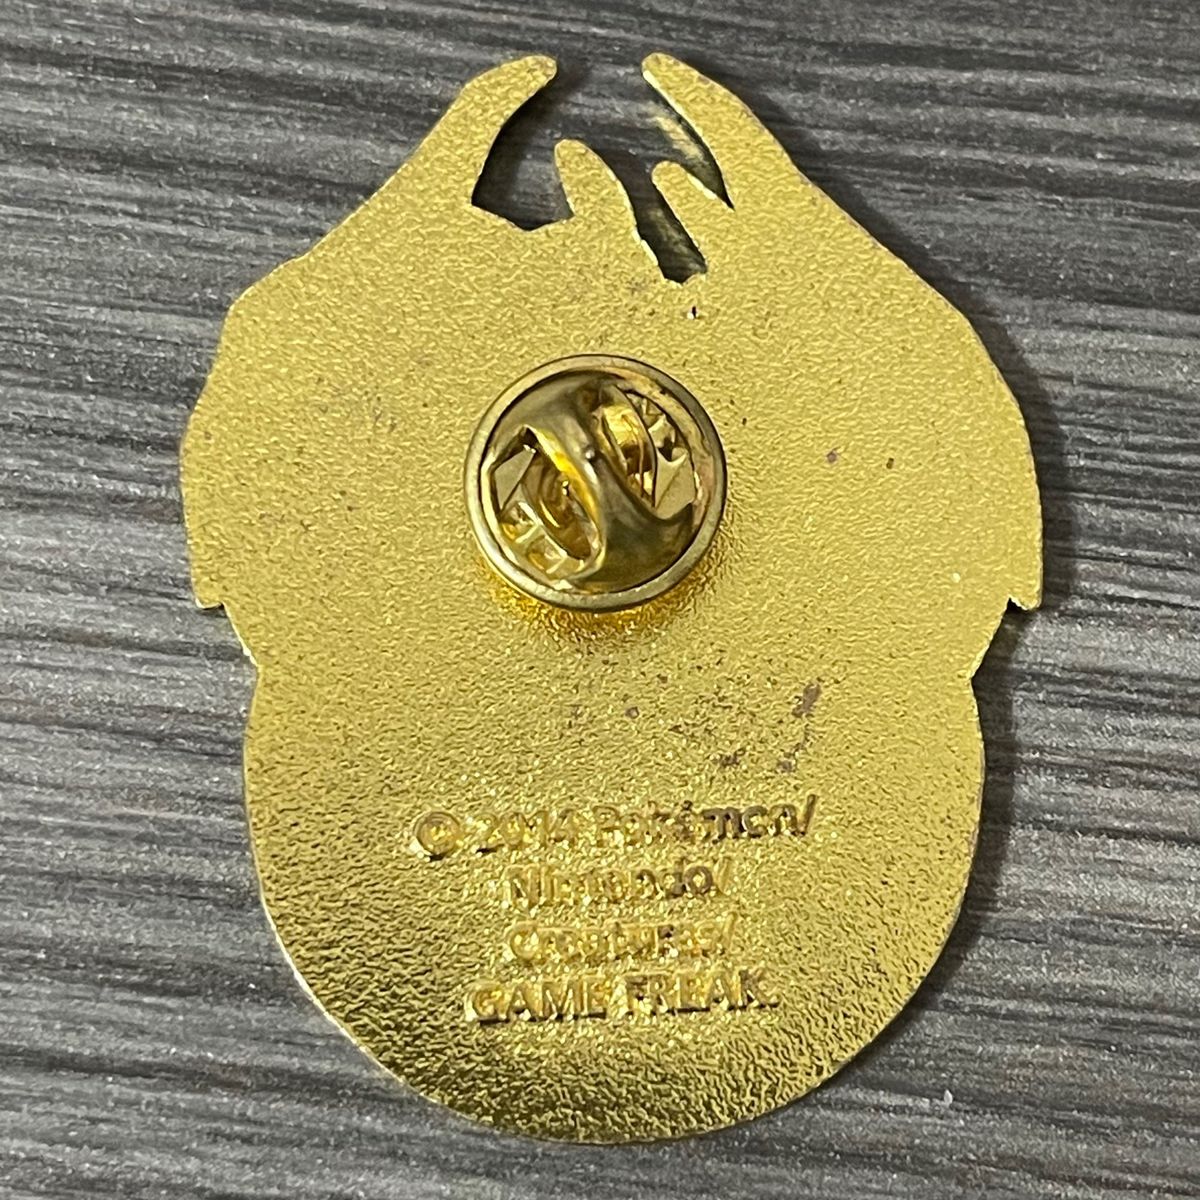 © 2014 Pokémon/
Nintendo/
Creatures/
GAME FREAK.